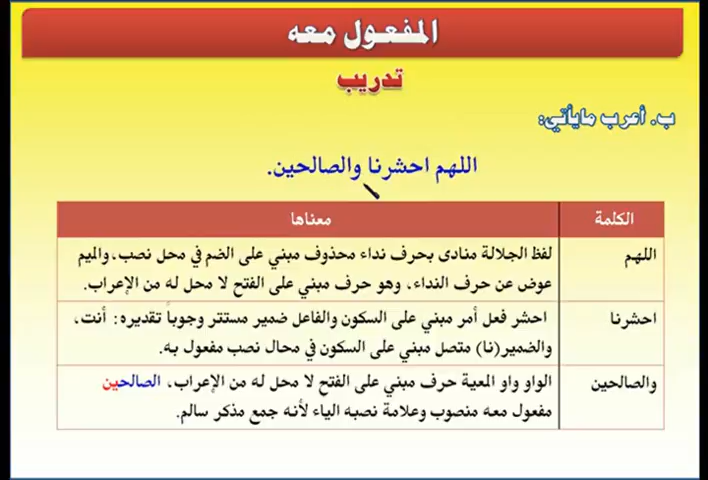 المفعول معه
تدريب
ب. أعرب مايأتي:
اللهم احشرنا والصالحين.
الكلمة معناها
اللهم لفظ الجلالة منادى بحرف نداء محذوف مبني على الضم في محل نصب، والميم
عوض عن حرف النداء، وهو حرف مبني على الفتح لا محل له من الإعراب.
احشرنا احشر فعل أمر مبني على السكون والفاعل ضمير مستتر وجوباً تقديره: أنت،
والضمير(نا) متصل مبني على السكون في محال نصب مفعول به.
والصالحين الواو واو المعية حرف مبني على الفتح لا محل له من الإعراب، الصالحين
مفعول معه منصوب وعلامة نصبه الياء لأنه جمع مذكر سالم.